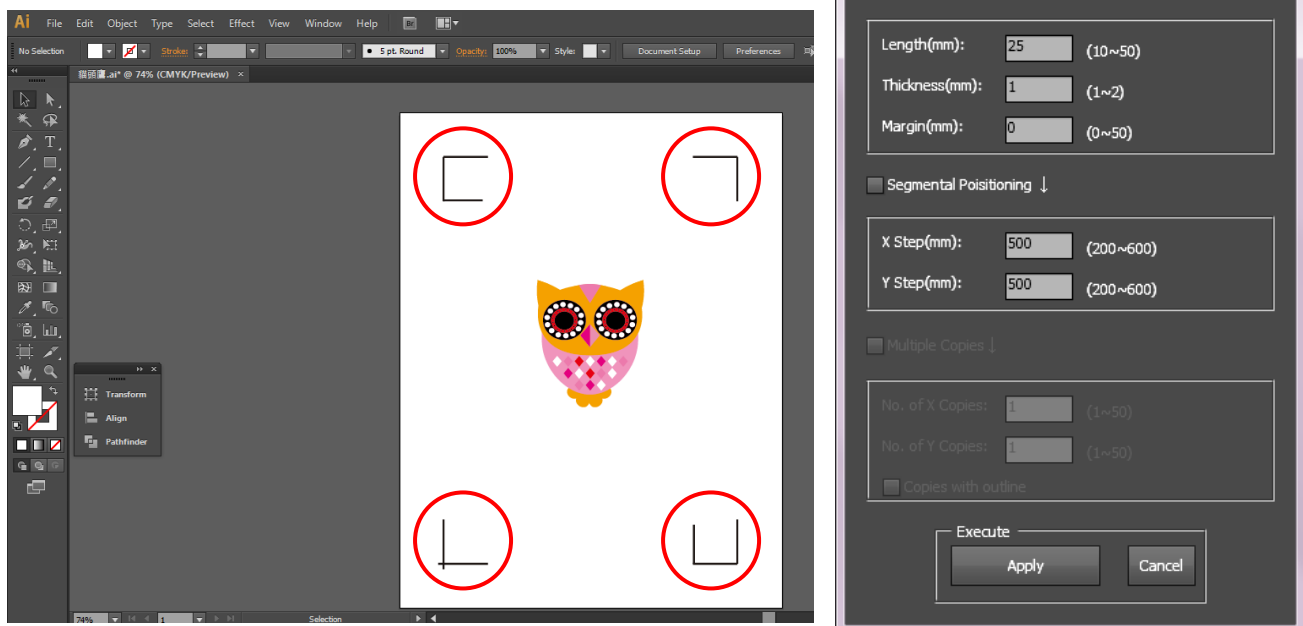 Ai File Edit Object Type Select Effect View Window Help Br
No Selection Stroke: 5 pt. Round Opacity: 100% Style: Document Setup Preferences
貓頭鷹.ai* @ 74% (CMYK/Preview) ×
Transform
Align
Pathfinder
74% 1 Selection
Length(mm): 25 (10~50)
Thickness(mm): 1 (1~2)
Margin(mm): 0 (0~50)
Segmental Poisitioning ↓
X Step(mm): 500 (200~600)
Y Step(mm): 500 (200~600)
Multiple Copies ↓
No. of X Copies: 1 (1~50)
No. of Y Copies: 1 (1~50)
Copies with outline
Execute
Apply Cancel